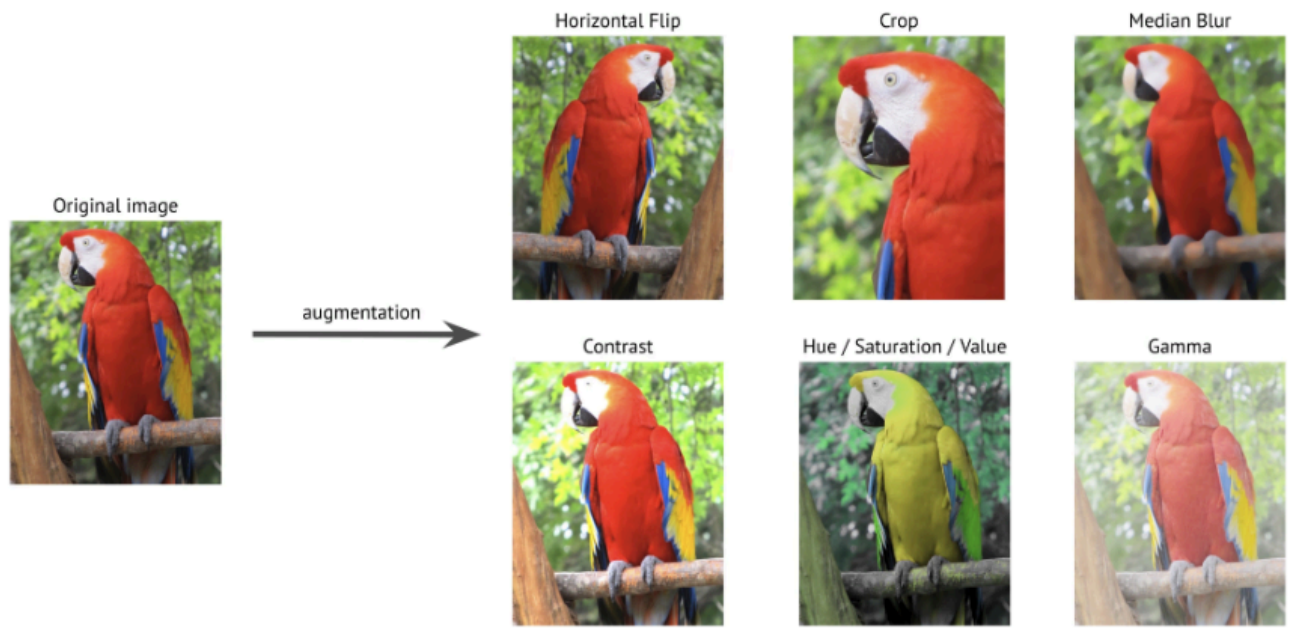 Original image
augmentation
Horizontal Flip
Crop
Median Blur
Contrast
Hue / Saturation / Value
Gamma